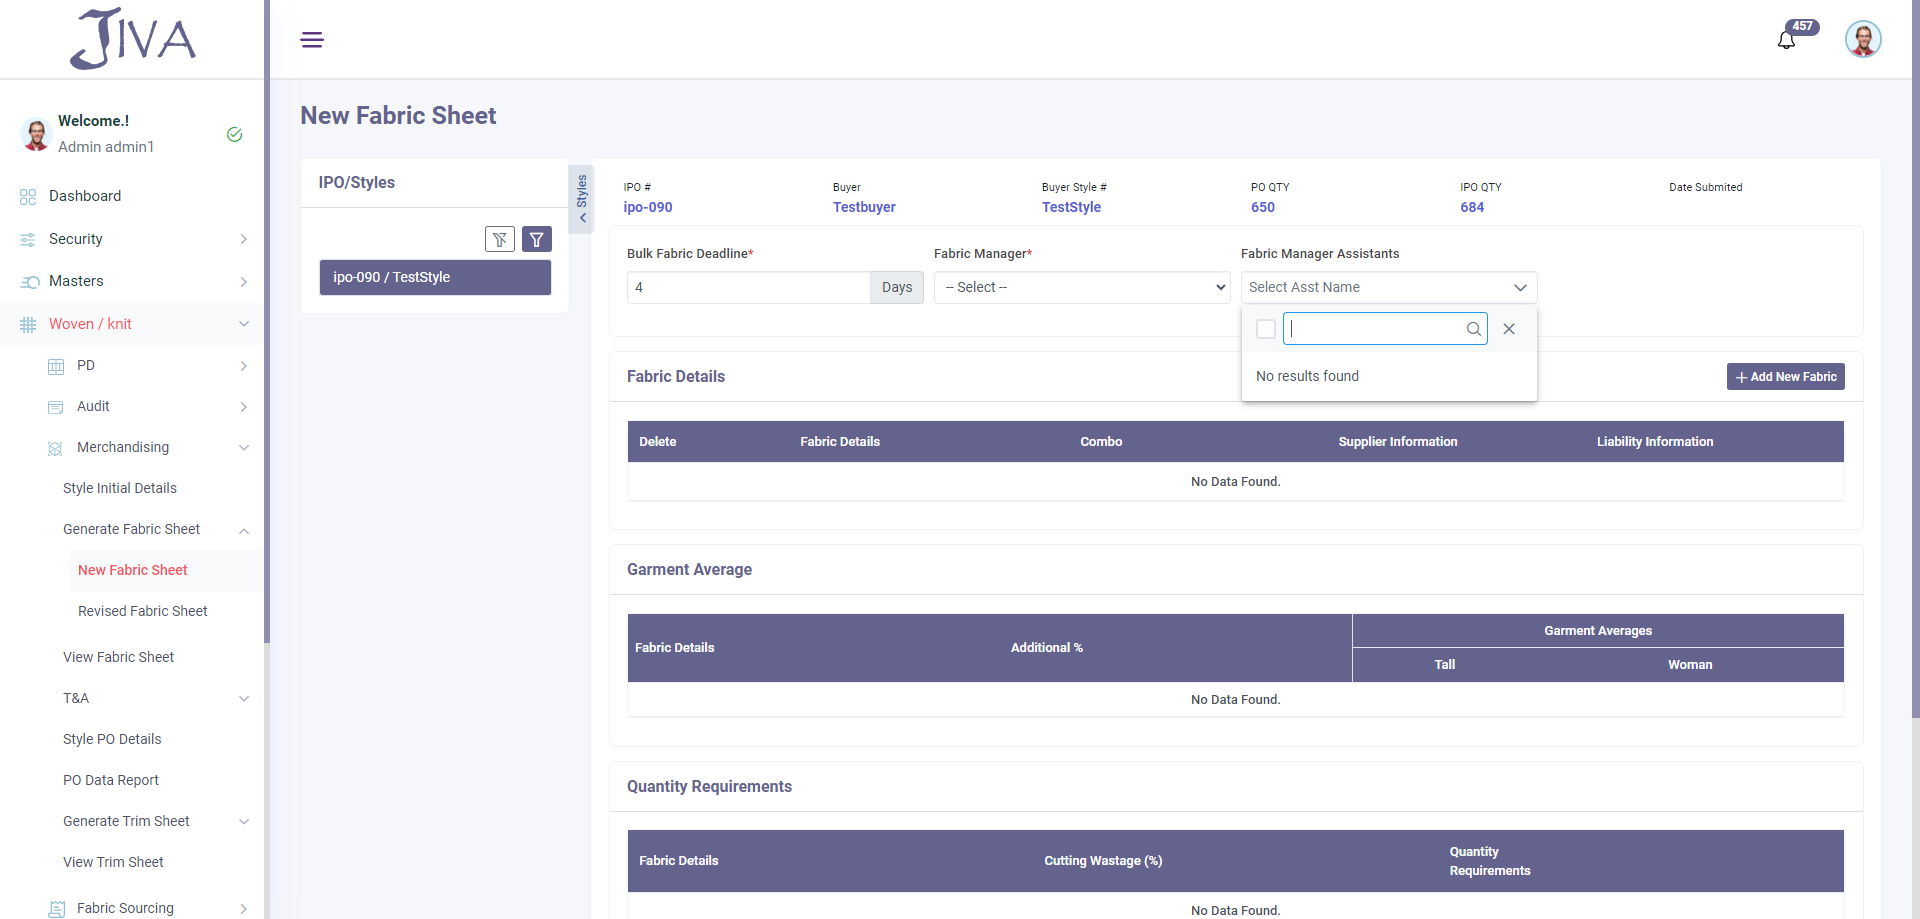 JIVA
457
Welcome.!
Admin admin1
Dashboard
Security
Masters
Woven / knit
PD
Audit
Merchandising
Style Initial Details
Generate Fabric Sheet
New Fabric Sheet
Revised Fabric Sheet
View Fabric Sheet
T&A
Style PO Details
PO Data Report
Generate Trim Sheet
View Trim Sheet
Fabric Sourcing
New Fabric Sheet
IPO/Styles
ipo-090 / TestStyle
Styles
IPO # Buyer Buyer Style # PO QTY IPO QTY Date Submited
ipo-090 Testbuyer TestStyle 650 684
Bulk Fabric Deadline* Fabric Manager* Fabric Manager Assistants
4 Days -- Select -- Select Asst Name
No results found
Fabric Details + Add New Fabric
Delete Fabric Details Combo Supplier Information Liability Information
No Data Found.
Garment Average
Fabric Details Additional % Garment Averages
Tall Woman
No Data Found.
Quantity Requirements
Fabric Details Cutting Wastage (%) Quantity
Requirements
No Data Found.